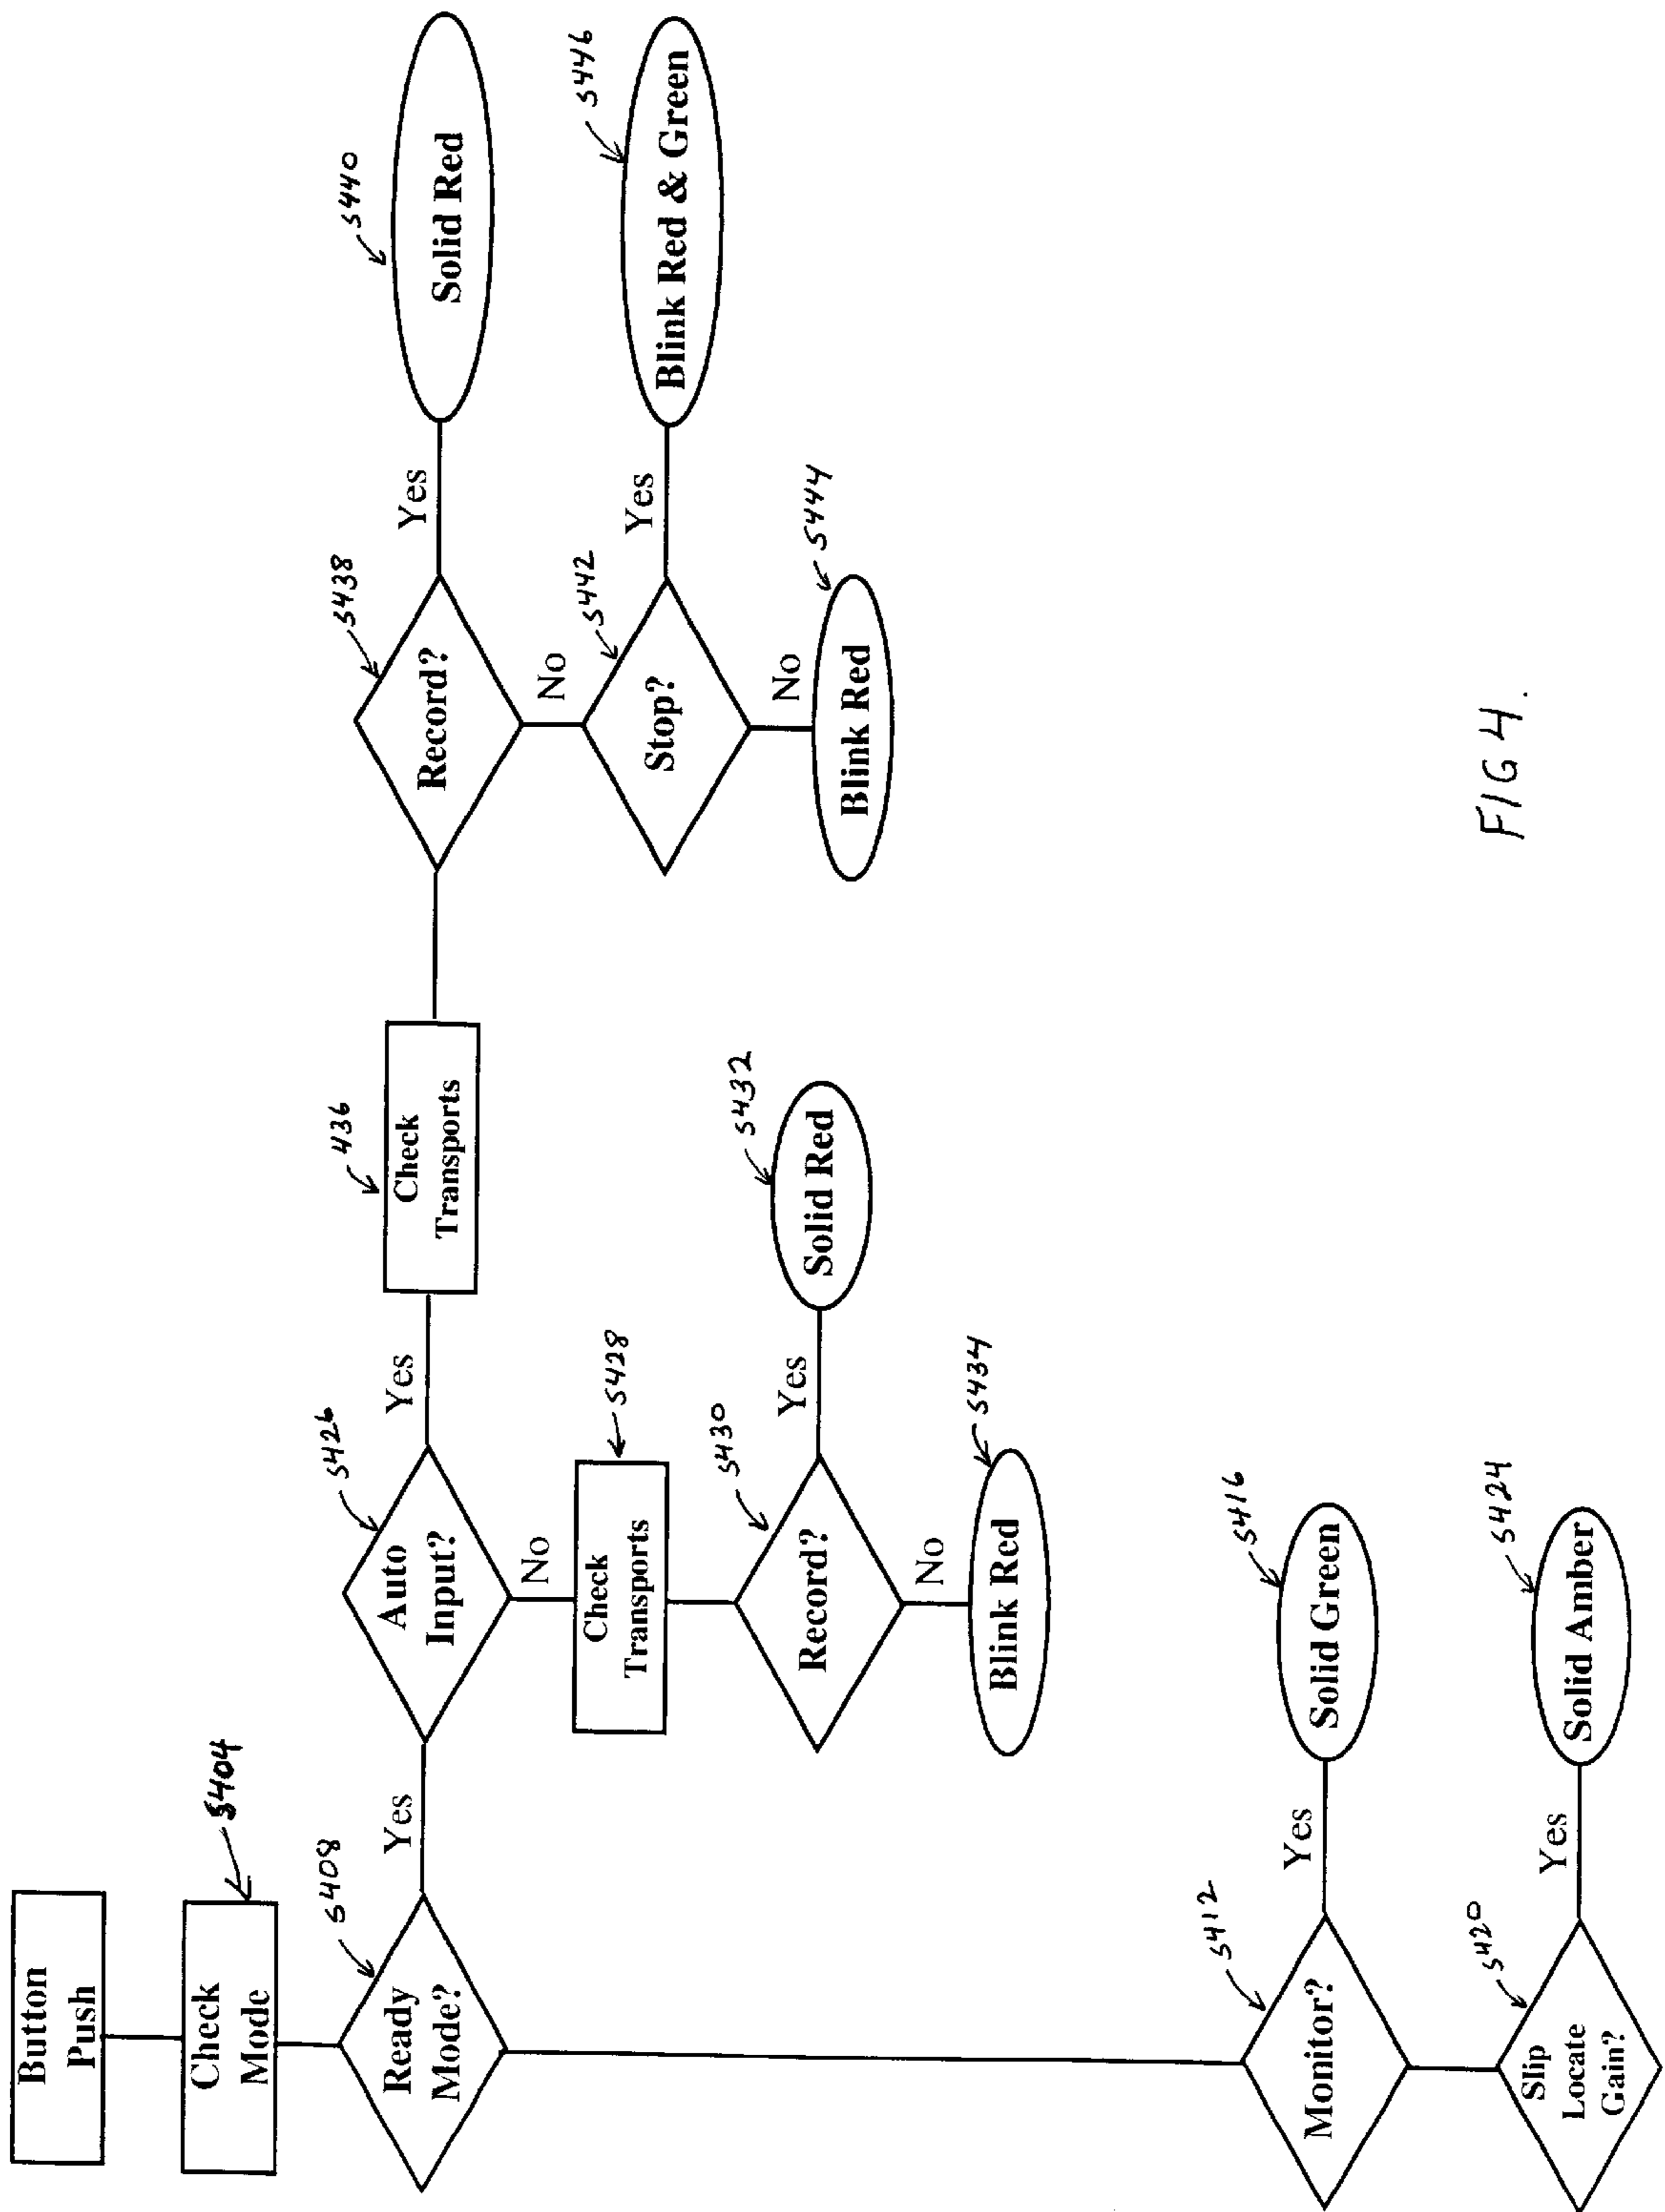 Button
Push
Check
Mode
S404
Ready
Mode?
S408
Yes
Auto
Input?
S426
Yes
Check
Transports
436
Record?
S438
Yes
Solid Red
S440
No
Stop?
S442
Yes
Blink Red & Green
S446
No
Blink Red
S444
No
Check
Transports
S428
Record?
S430
Yes
Solid Red
S432
No
Blink Red
S434
Monitor?
S412
Yes
Solid Green
S416
Slip
Locate
Gain?
S420
Yes
Solid Amber
S424
FIG 4.